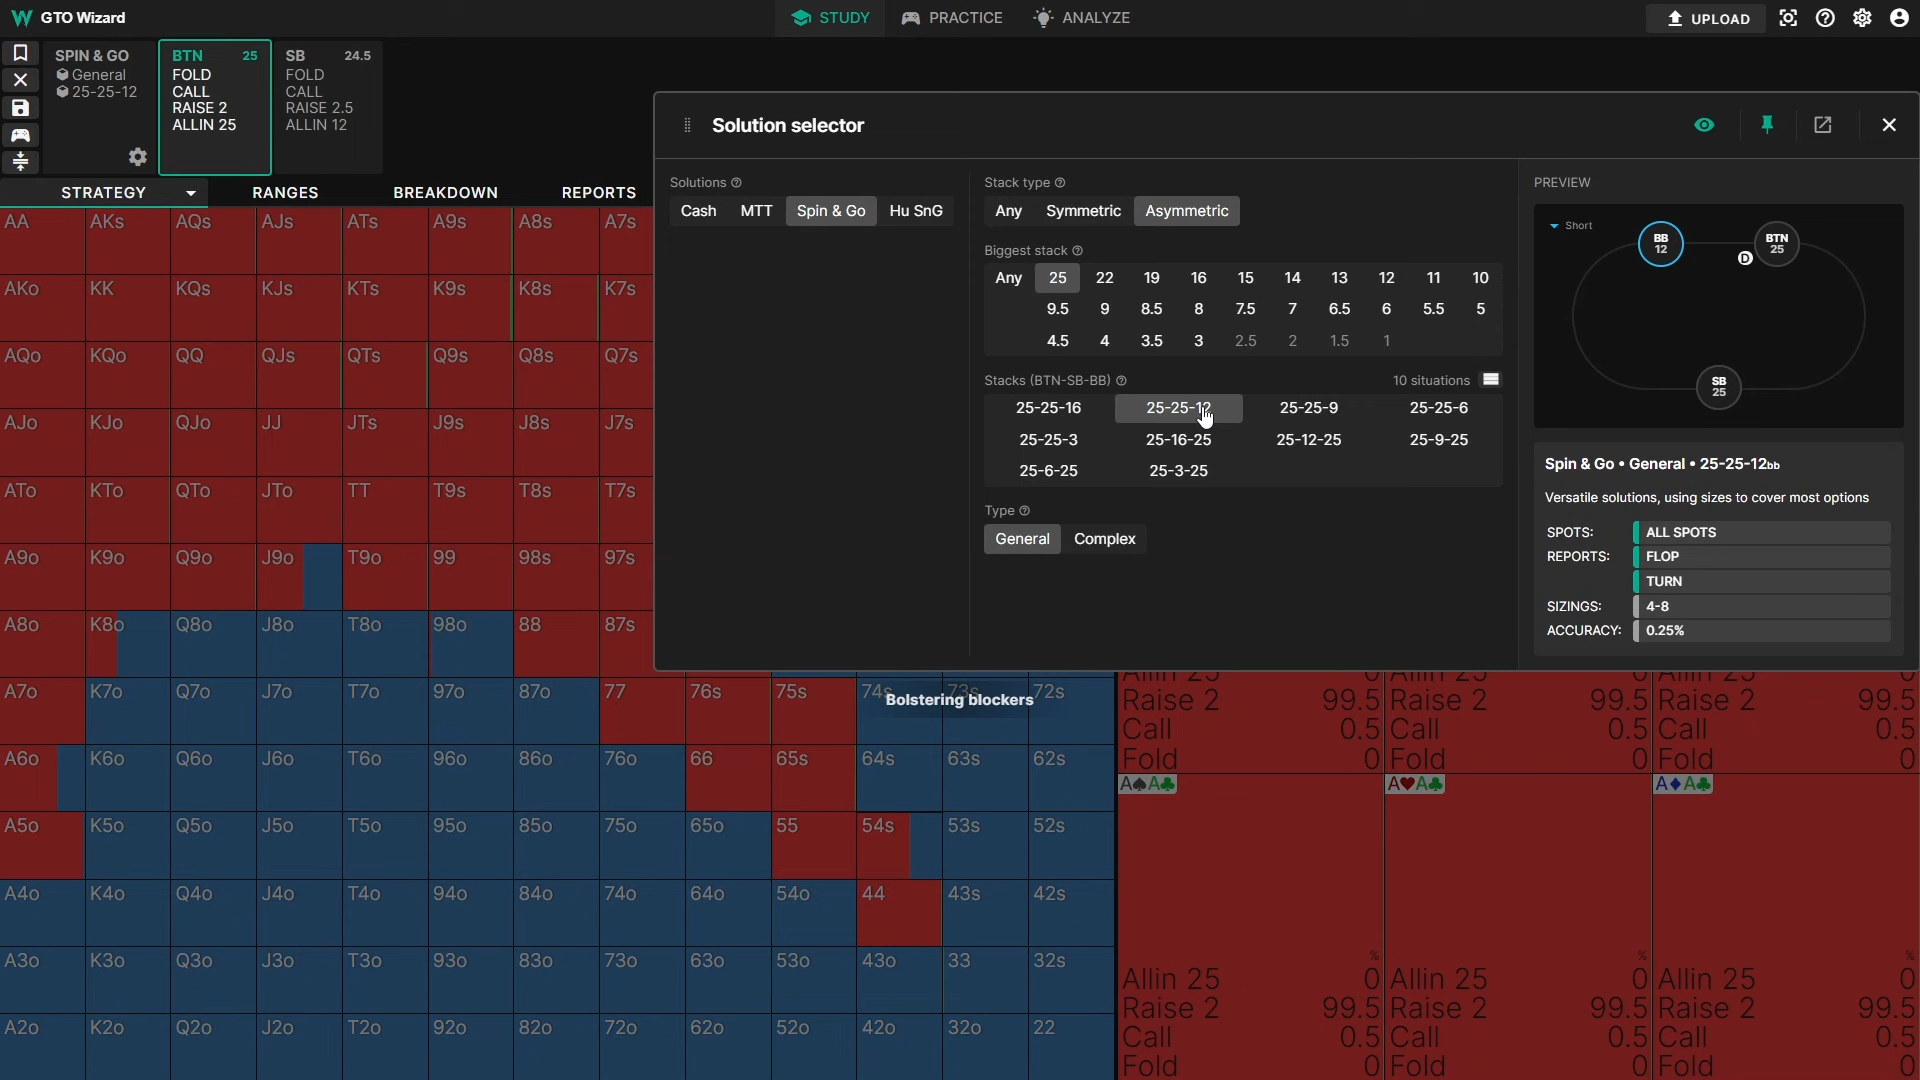 GTO Wizard
STUDY
PRACTICE
ANALYZE
UPLOAD
SPIN & GO
General
25-25-12
BTN 25
FOLD
CALL
RAISE 2
ALLIN 25
SB 24.5
FOLD
CALL
RAISE 2.5
ALLIN 12
STRATEGY
RANGES
BREAKDOWN
REPORTS
Solution selector
Solutions
Cash MTT Spin & Go Hu SnG
Stack type
Any Symmetric Asymmetric
Biggest stack
Any 25 22 19 16 15 14 13 12 11 10
9.5 9 8.5 8 7.5 7 6.5 6 5.5 5
4.5 4 3.5 3 2.5 2 1.5 1
Stacks (BTN-SB-BB) 10 situations
25-25-16 25-25-12 25-25-9 25-25-6
25-25-3 25-16-25 25-12-25 25-9-25
25-6-25 25-3-25
Type
General Complex
PREVIEW
Short
BB
12
BTN
25
D
SB
25
Spin & Go • General • 25-25-12bb
Versatile solutions, using sizes to cover most options
SPOTS: ALL SPOTS
REPORTS: FLOP
TURN
SIZINGS: 4-8
ACCURACY: 0.25%
AA AKs AQs AJs ATs A9s A8s A7s
AKo KK KQs KJs KTs K9s K8s K7s
AQo KQo QQ QJs QTs Q9s Q8s Q7s
AJo KJo QJo JJ JTs J9s J8s J7s
ATo KTo QTo JTo TT T9s T8s T7s
A9o K9o Q9o J9o T9o 99 98s 97s
A8o K8o Q8o J8o T8o 98o 88 87s
A7o K7o Q7o J7o T7o 97o 87o 77 76s 75s 74s 73s 72s
Bolstering blockers
A6o K6o Q6o J6o T6o 96o 86o 76o 66 65s 64s 63s 62s
A5o K5o Q5o J5o T5o 95o 85o 75o 65o 55 54s 53s 52s
A4o K4o Q4o J4o T4o 94o 84o 74o 64o 54o 44 43s 42s
A3o K3o Q3o J3o T3o 93o 83o 73o 63o 53o 43o 33 32s
A2o K2o Q2o J2o T2o 92o 82o 72o 62o 52o 42o 32o 22
Allin 25 0 Allin 25 0 Allin 25 0
Raise 2 99.5 Raise 2 99.5 Raise 2 99.5
Call 0.5 Call 0.5 Call 0.5
Fold 0 Fold 0 Fold 0
A♠A♣ A♥A♣ A♦A♣
% % %
Allin 25 0 Allin 25 0 Allin 25 0
Raise 2 99.5 Raise 2 99.5 Raise 2 99.5
Call 0.5 Call 0.5 Call 0.5
Fold 0 Fold 0 Fold 0